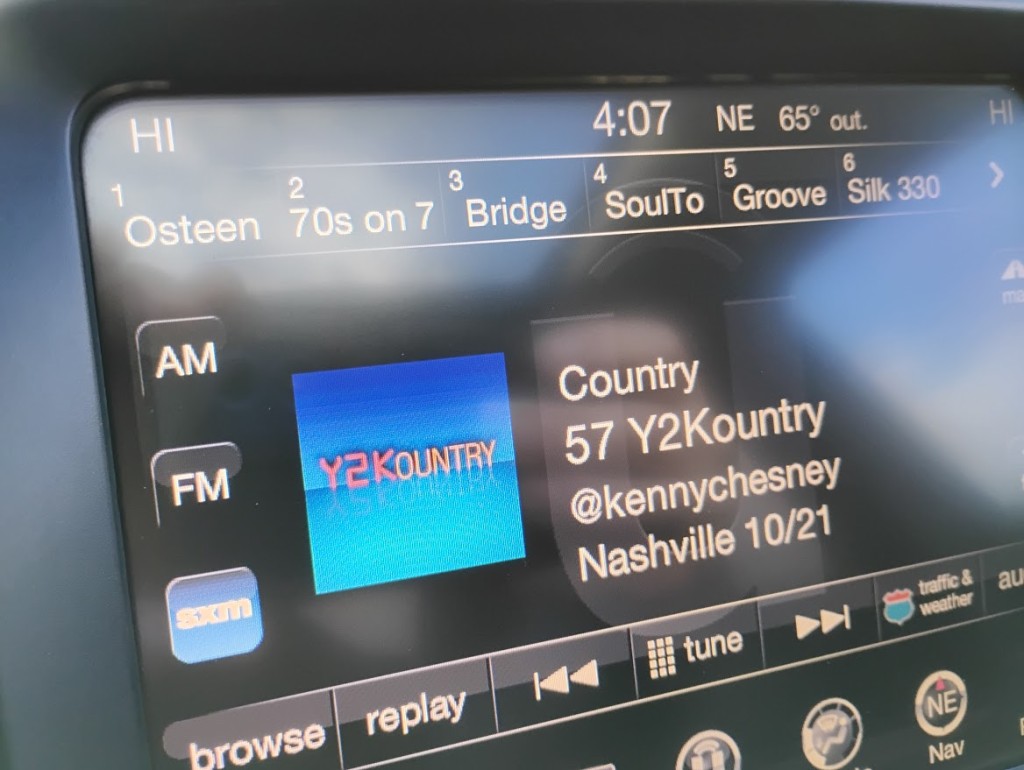 HI 4:07 NE 65° out. HI
1 2 3 4 5 6
Osteen 70s on 7 Bridge SoulTo Groove Silk 330
AM
FM
sxm
Y2KOUNTRY
Country
57 Y2Kountry
@kennychesney
Nashville 10/21
browse replay tune traffic & weather
NE
Nav